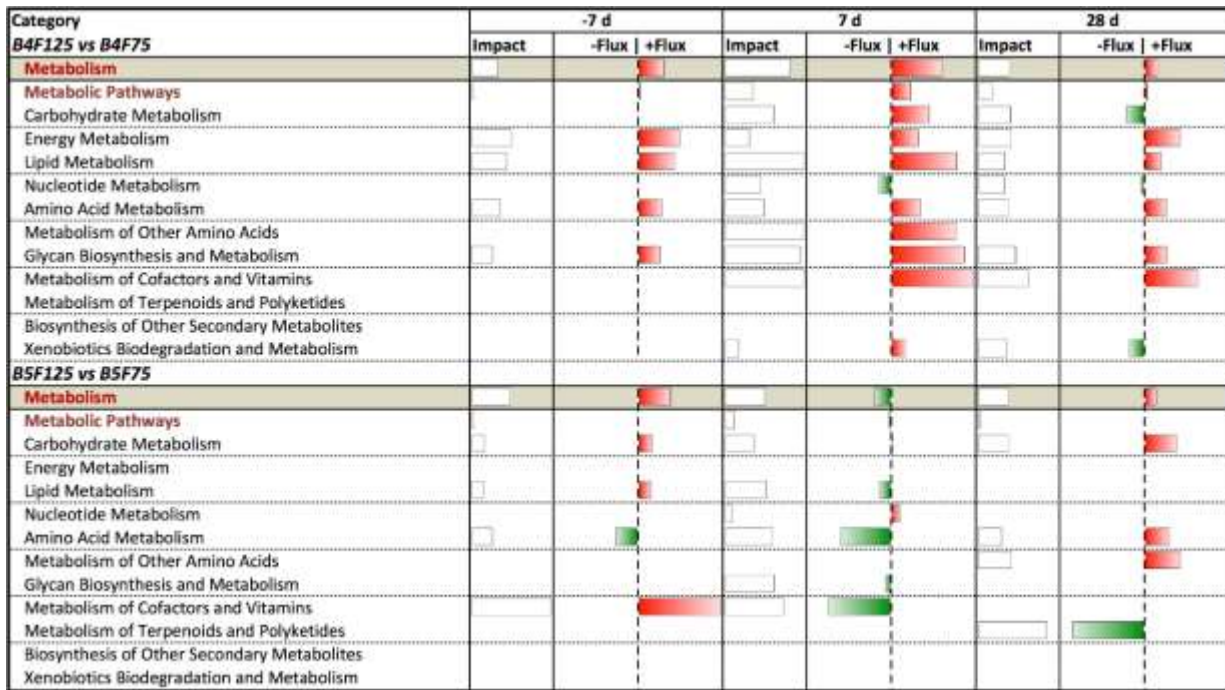 Category -7 d 7 d 28 d
B4F125 vs B4F75 Impact -Flux | +Flux Impact -Flux | +Flux Impact -Flux | +Flux
Metabolism
Metabolic Pathways
Carbohydrate Metabolism
Energy Metabolism
Lipid Metabolism
Nucleotide Metabolism
Amino Acid Metabolism
Metabolism of Other Amino Acids
Glycan Biosynthesis and Metabolism
Metabolism of Cofactors and Vitamins
Metabolism of Terpenoids and Polyketides
Biosynthesis of Other Secondary Metabolites
Xenobiotics Biodegradation and Metabolism
B5F125 vs B5F75
Metabolism
Metabolic Pathways
Carbohydrate Metabolism
Energy Metabolism
Lipid Metabolism
Nucleotide Metabolism
Amino Acid Metabolism
Metabolism of Other Amino Acids
Glycan Biosynthesis and Metabolism
Metabolism of Cofactors and Vitamins
Metabolism of Terpenoids and Polyketides
Biosynthesis of Other Secondary Metabolites
Xenobiotics Biodegradation and Metabolism